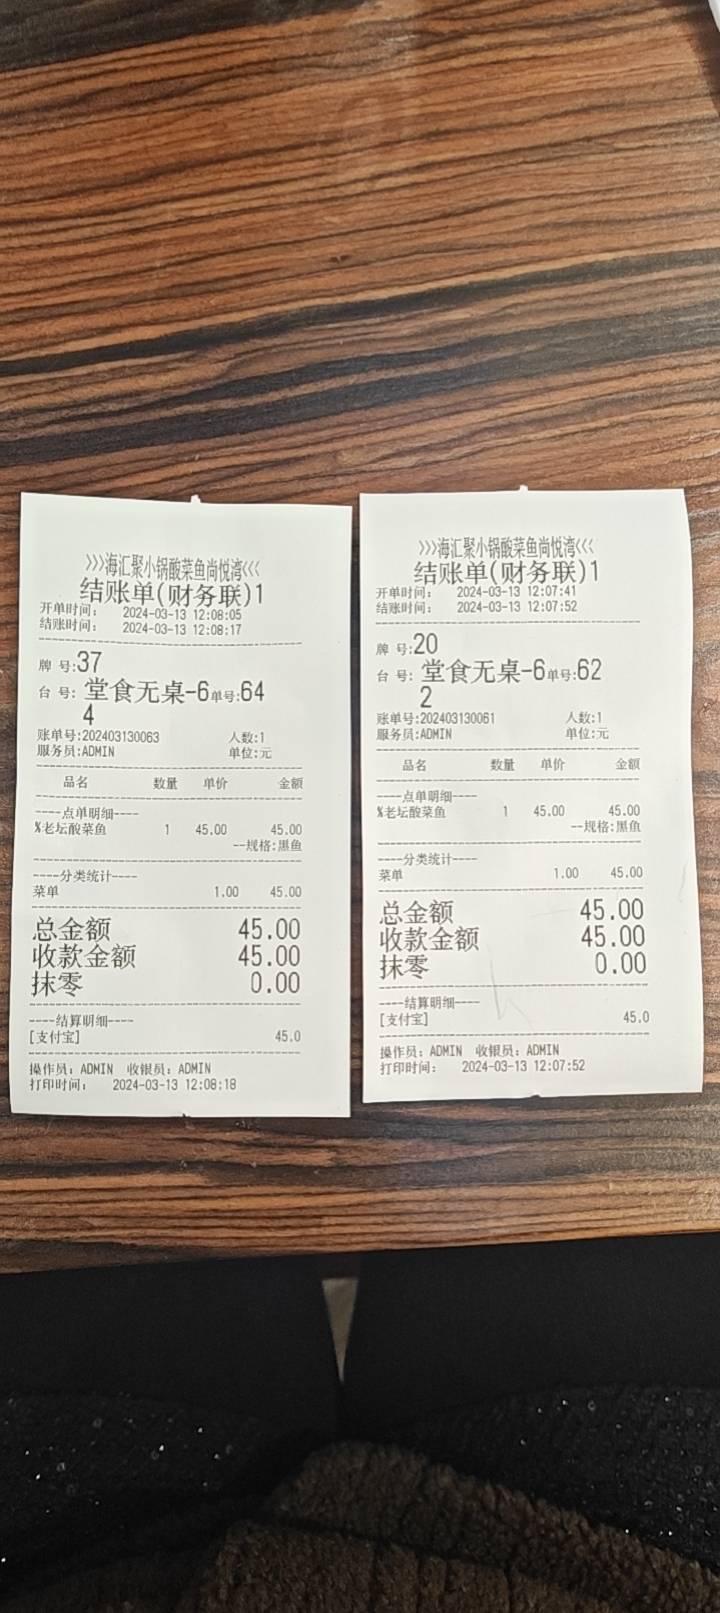 >>>海汇聚小锅酸菜鱼尚悦湾<<<
结账单(财务联)1
开单时间: 2024-03-13 12:08:05
结账时间: 2024-03-13 12:08:17
牌 号:37
台 号: 堂食无桌-6单号:64
4
账单号:202403130063 人数:1
服务员:ADMIN 单位:元
品名 数量 单价 金额
----点单明细----
%老坛酸菜鱼 1 45.00 45.00
--规格:黑鱼
----分类统计----
菜单 1.00 45.00
总金额 45.00
收款金额 45.00
抹零 0.00
----结算明细----
[支付宝] 45.0
操作员: ADMIN 收银员: ADMIN
打印时间: 2024-03-13 12:08:18
>>>海汇聚小锅酸菜鱼尚悦湾<<<
结账单(财务联)1
开单时间: 2024-03-13 12:07:41
结账时间: 2024-03-13 12:07:52
牌 号:20
台 号: 堂食无桌-6单号:62
2
账单号:202403130061 人数:1
服务员:ADMIN 单位:元
品名 数量 单价 金额
----点单明细----
%老坛酸菜鱼 1 45.00 45.00
--规格:黑鱼
----分类统计----
菜单 1.00 45.00
总金额 45.00
收款金额 45.00
抹零 0.00
----结算明细----
[支付宝] 45.0
操作员: ADMIN 收银员: ADMIN
打印时间: 2024-03-13 12:07:52